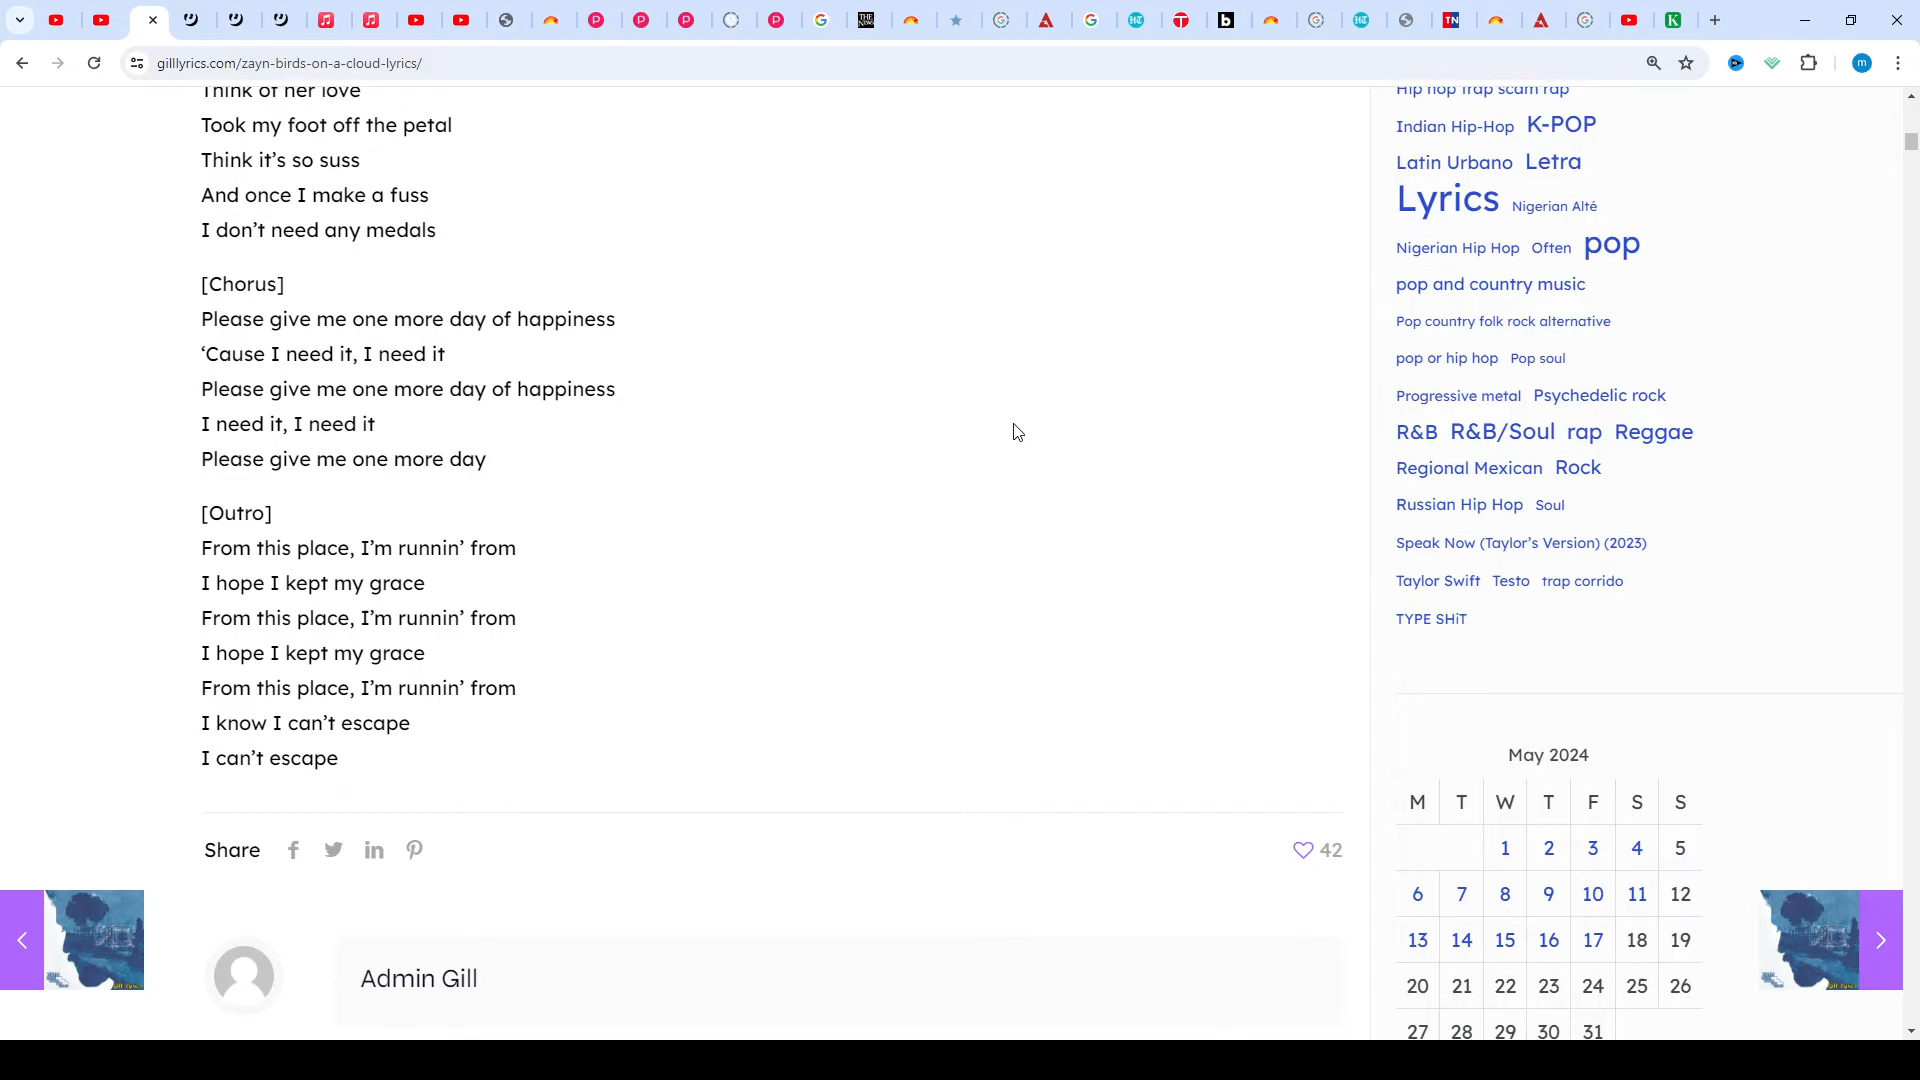 gilllyrics.com/zayn-birds-on-a-cloud-lyrics/
m
Think of her love
Took my foot off the petal
Think it’s so suss
And once I make a fuss
I don’t need any medals
[Chorus]
Please give me one more day of happiness
‘Cause I need it, I need it
Please give me one more day of happiness
I need it, I need it
Please give me one more day
[Outro]
From this place, I’m runnin’ from
I hope I kept my grace
From this place, I’m runnin’ from
I hope I kept my grace
From this place, I’m runnin’ from
I know I can’t escape
I can’t escape
Share
42
Admin Gill
Hip hop trap scam rap
Indian Hip-Hop K-POP
Latin Urbano Letra
Lyrics Nigerian Alté
Nigerian Hip Hop Often pop
pop and country music
Pop country folk rock alternative
pop or hip hop Pop soul
Progressive metal Psychedelic rock
R&B R&B/Soul rap Reggae
Regional Mexican Rock
Russian Hip Hop Soul
Speak Now (Taylor’s Version) (2023)
Taylor Swift Testo trap corrido
TYPE SHiT
May 2024
M T W T F S S
1 2 3 4 5
6 7 8 9 10 11 12
13 14 15 16 17 18 19
20 21 22 23 24 25 26
27 28 29 30 31